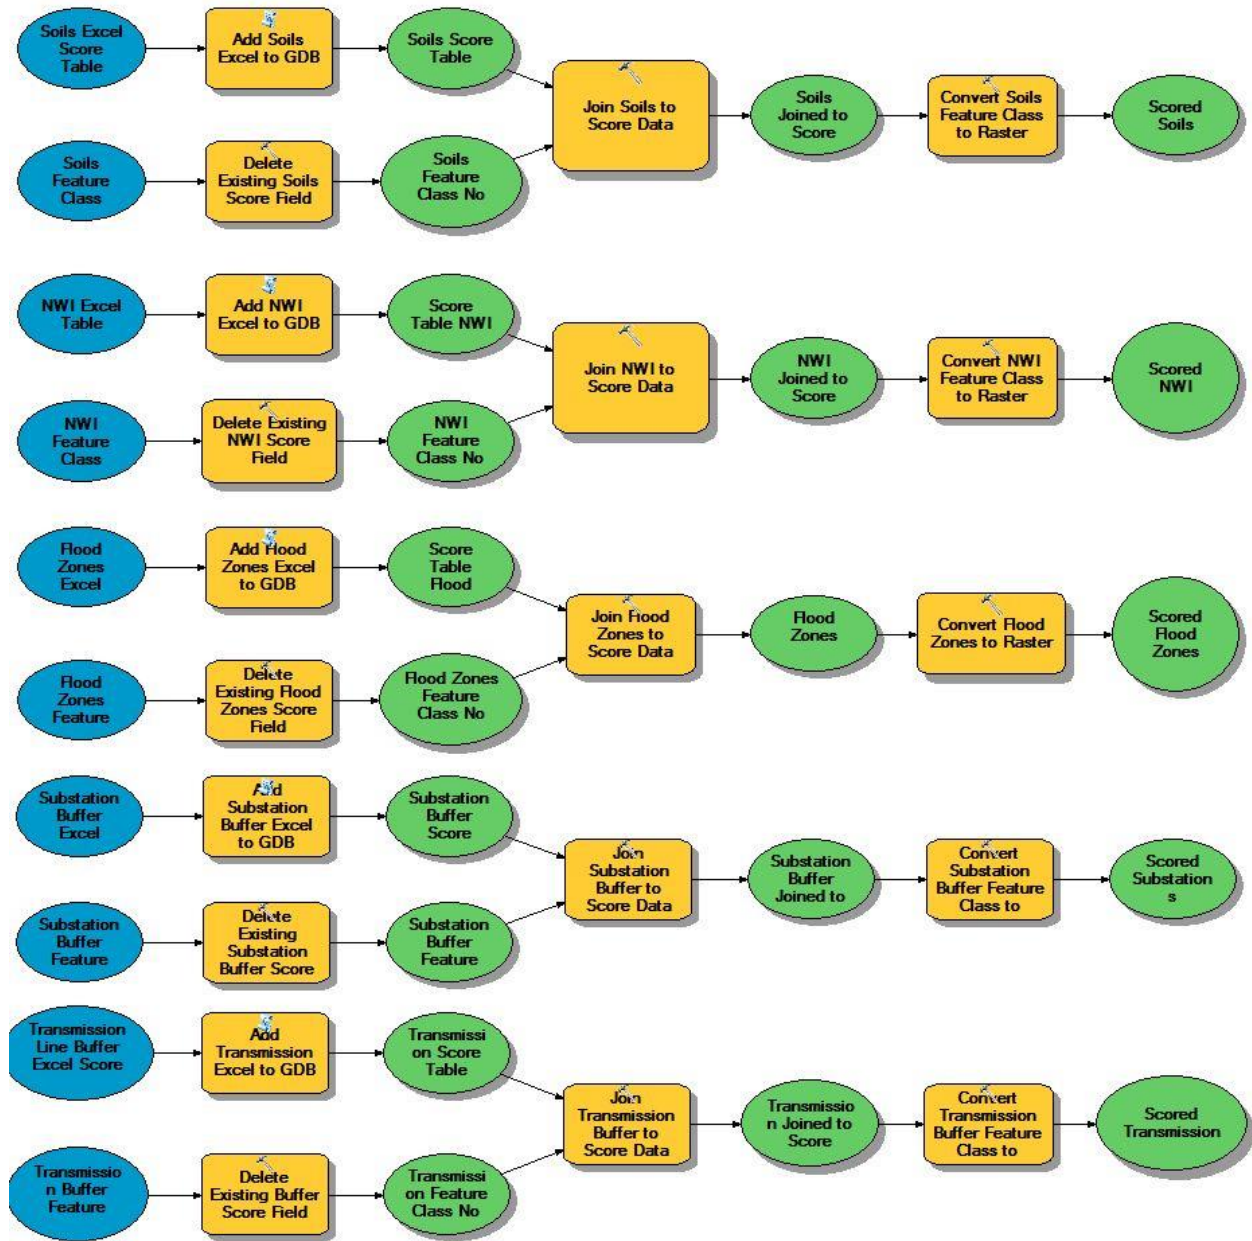 Soils Excel
Score
Table
Add Soils
Excel to GDB
Soils Score
Table
Join Soils to
Score Data
Soils
Joined to
Score
Convert Soils
Feature Class
to Raster
Scored
Soils
Soils
Feature
Class
Delete
Existing Soils
Score Field
Soils
Feature
Class No
NWI Excel
Table
Add NWI
Excel to GDB
Score
Table NWI
Join NWI to
Score Data
NWI
Joined to
Score
Convert NWI
Feature Class
to Raster
Scored
NWI
NWI
Feature
Class
Delete Existing
NWI Score
Field
NWI
Feature
Class No
Flood
Zones
Excel
Add Flood
Zones Excel
to GDB
Score
Table
Flood
Join Flood
Zones to
Score Data
Flood
Zones
Convert Flood
Zones to Raster
Scored
Flood
Zones
Flood
Zones
Feature
Delete
Existing Flood
Zones Score
Field
Flood Zones
Feature
Class No
Substation
Buffer
Excel
Add
Substation
Buffer Excel
to GDB
Substation
Buffer
Score
Join
Substation
Buffer to
Score Data
Substation
Buffer
Joined to
Convert
Substation
Buffer Feature
Class to
Scored
Substation
s
Substation
Buffer
Feature
Delete
Existing
Substation
Buffer Score
Substation
Buffer
Feature
Transmission
Line Buffer
Excel Score
Add
Transmission
Excel to GDB
Transmissi
on Score
Table
Join
Transmission
Buffer to
Score Data
Transmissio
n Joined to
Score
Convert
Transmission
Buffer Feature
Class to
Scored
Transmission
Transmissio
n Buffer
Feature
Delete
Existing Buffer
Score Field
Transmissi
on Feature
Class No